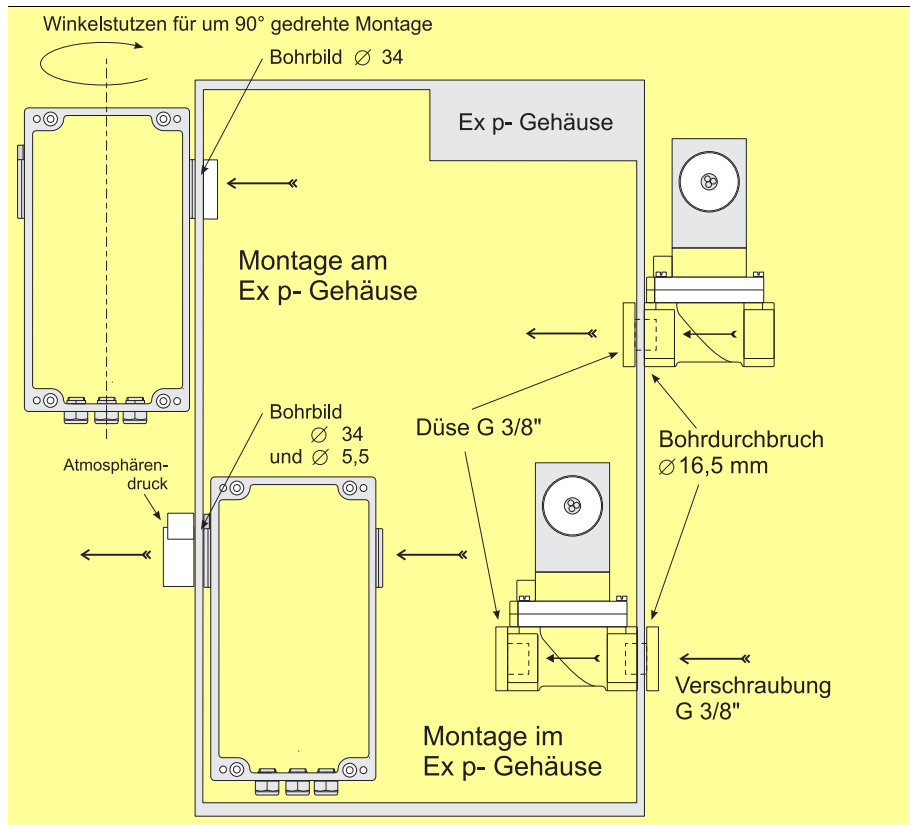 Winkelstutzen für um 90° gedrehte Montage
Bohrbild ∅ 34
Ex p- Gehäuse
Montage am
Ex p- Gehäuse
Bohrbild
∅ 34
und ∅ 5,5
Düse G 3/8"
Bohrdurchbruch
∅ 16,5 mm
Atmosphären-
druck
Verschraubung
G 3/8"
Montage im
Ex p- Gehäuse